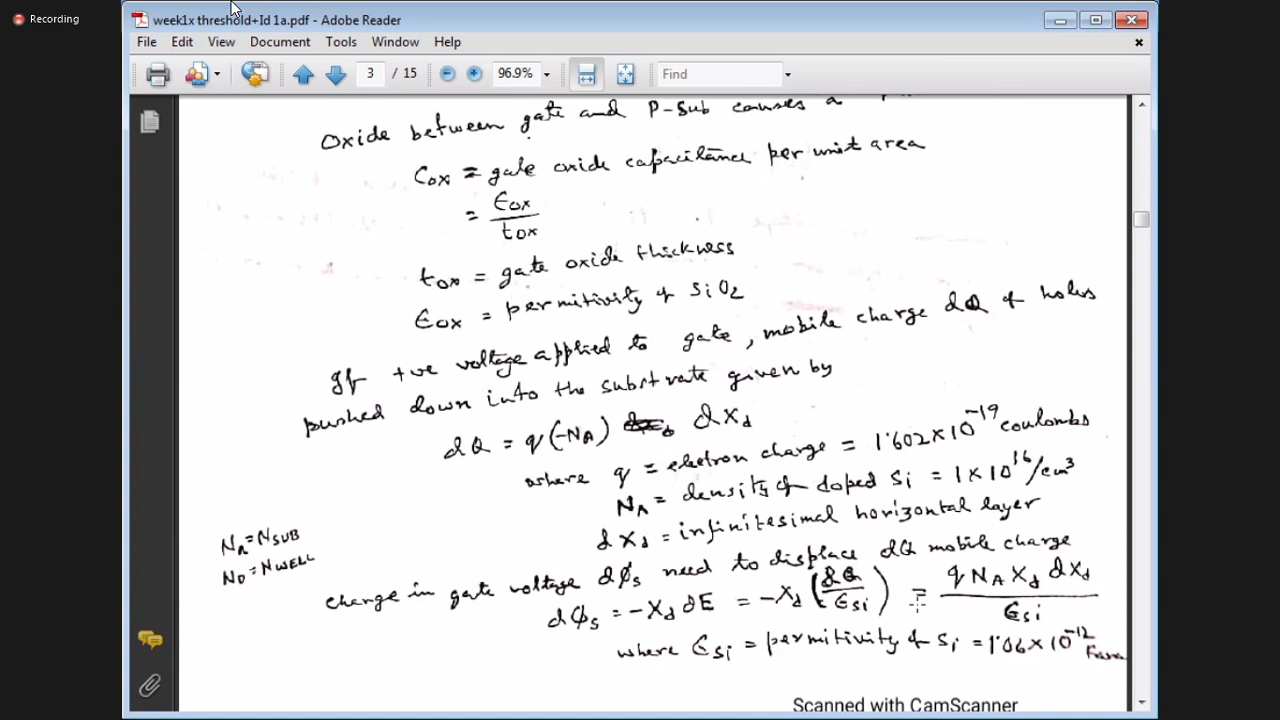 Recording
week1x threshold+Id 1a.pdf - Adobe Reader
File Edit View Document Tools Window Help
3 / 15 96.9% Find
Oxide between gate and P-Sub causes a
Cox = gate oxide capacitance per unit area
= ϵox / tox
tox = gate oxide thickness
ϵox = permitivity of SiO2
If +ve voltage applied to gate, mobile charge dQ of holes
pushed down into the substrate given by
dQ = q(-NA) dXd
where q = electron charge = 1.602×10^-19 coulombs
NA = density of doped Si = 1×10^16/cm^3
dXd = infinitesimal horizontal layer
NA = NSUB
ND = NWELL
change in gate voltage dϕs need to displace dQ mobile charge
dϕs = -Xd dE = -Xd (dQ/ϵsi) = q NA Xd dXd / ϵsi
where ϵsi = permitivity of Si = 1.06×10^-12
Scanned with CamScanner